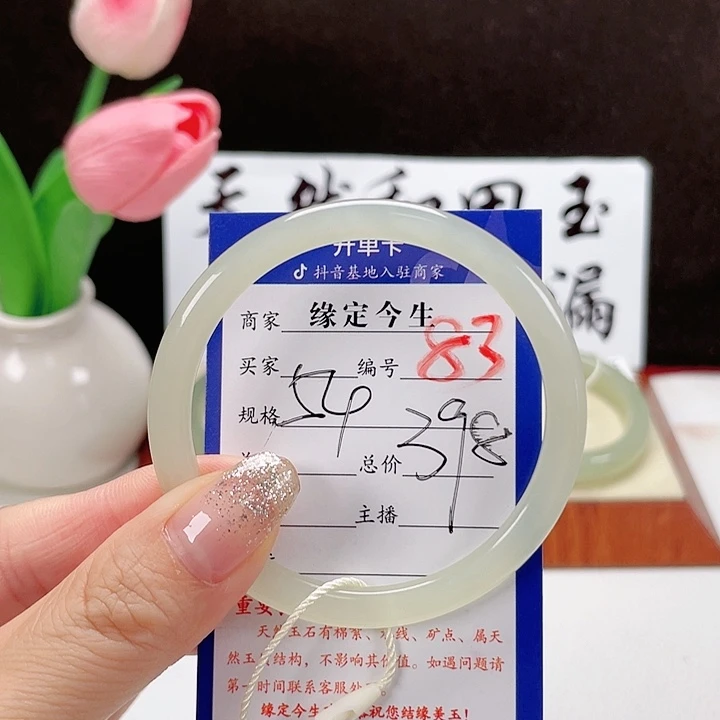 天然和田玉
漏
开单卡
抖音基地入驻商家
商家 缘定今生
买家 编号 83
规格 54
总价 398
主播
重要
天然玉石有棉絮、水线、矿点、属天
然玉石结构，不影响其价值。如遇问题请
第一时间联系客服处
缘定今生 祝您结缘美玉！